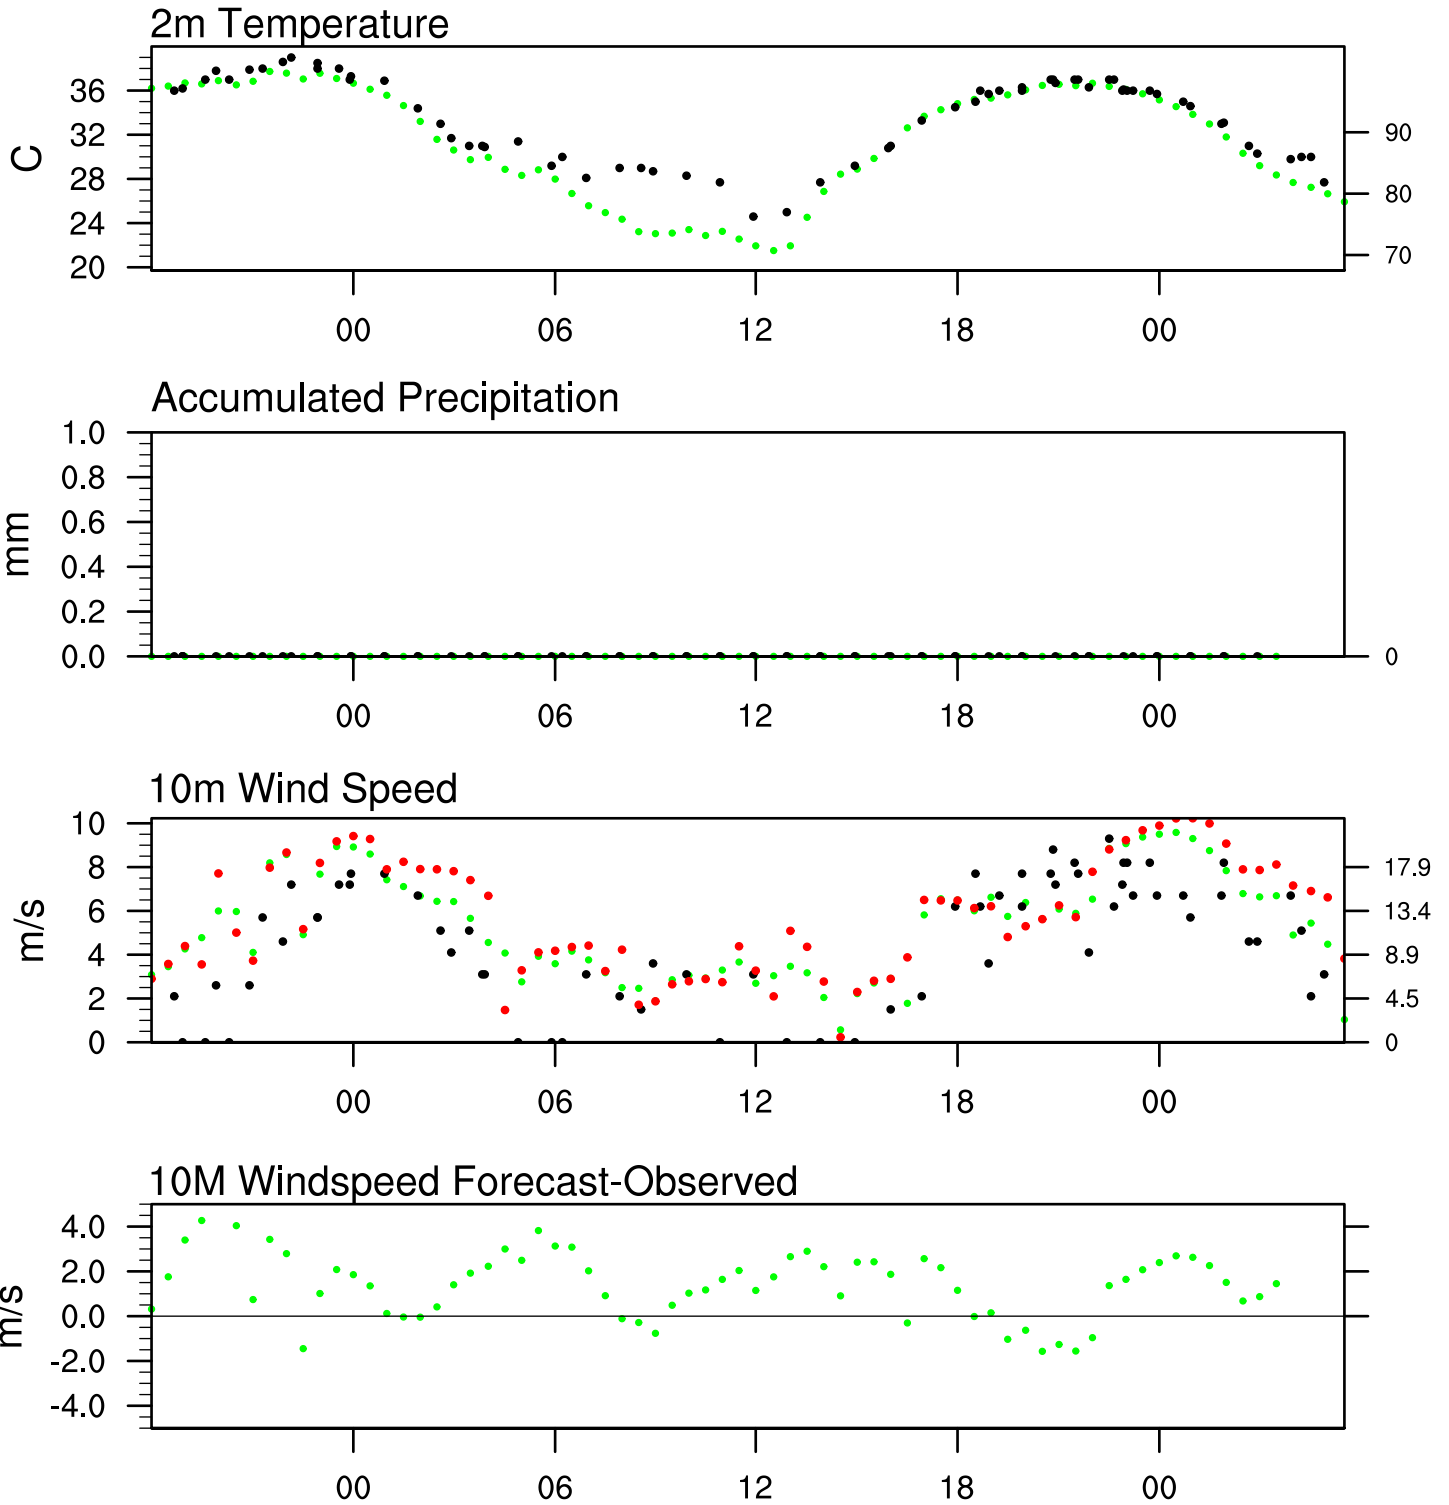 2m Temperature
C
36
32
28
24
20
90
80
70
00 06 12 18 00
Accumulated Precipitation
mm
1.0
0.8
0.6
0.4
0.2
0.0
0
00 06 12 18 00
10m Wind Speed
m/s
10
8
6
4
2
0
17.9
13.4
8.9
4.5
0
00 06 12 18 00
10M Windspeed Forecast-Observed
m/s
4.0
2.0
0.0
-2.0
-4.0
00 06 12 18 00